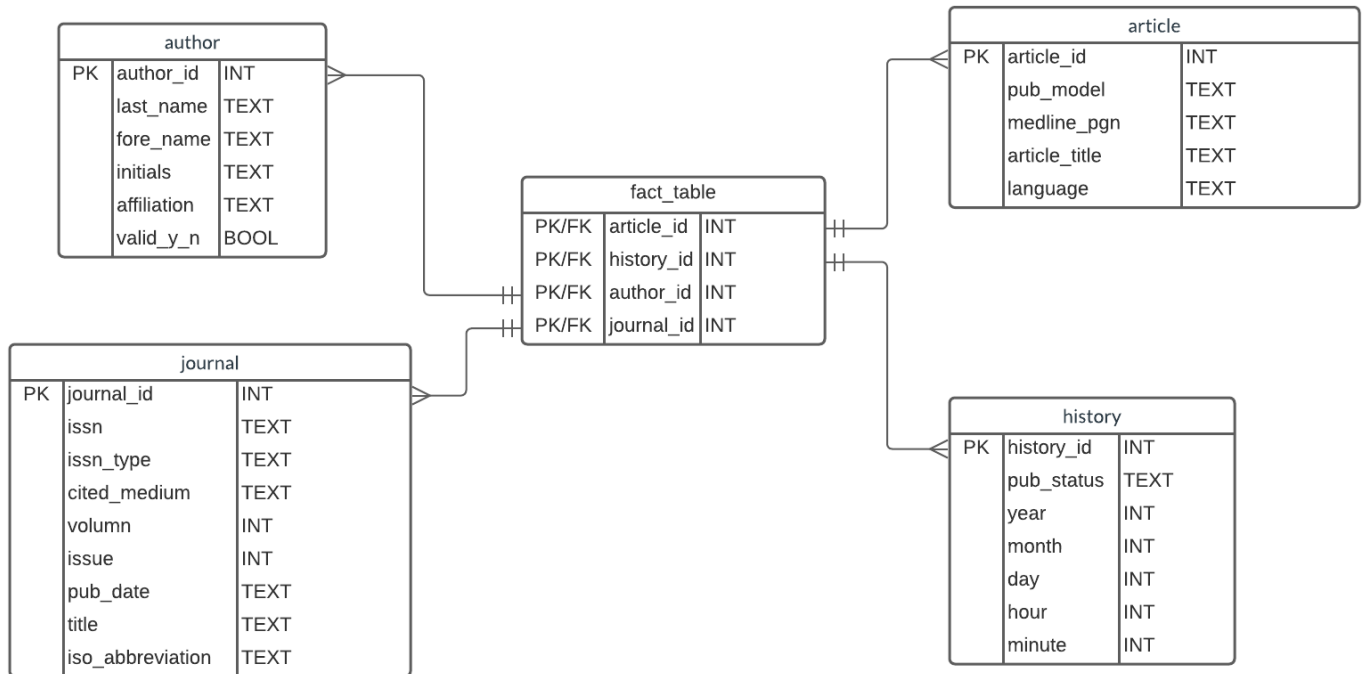 author
PK author_id INT
last_name TEXT
fore_name TEXT
initials TEXT
affiliation TEXT
valid_y_n BOOL
article
PK article_id INT
pub_model TEXT
medline_pgn TEXT
article_title TEXT
language TEXT
fact_table
PK/FK article_id INT
PK/FK history_id INT
PK/FK author_id INT
PK/FK journal_id INT
journal
PK journal_id INT
issn TEXT
issn_type TEXT
cited_medium TEXT
volumn INT
issue INT
pub_date TEXT
title TEXT
iso_abbreviation TEXT
history
PK history_id INT
pub_status TEXT
year INT
month INT
day INT
hour INT
minute INT